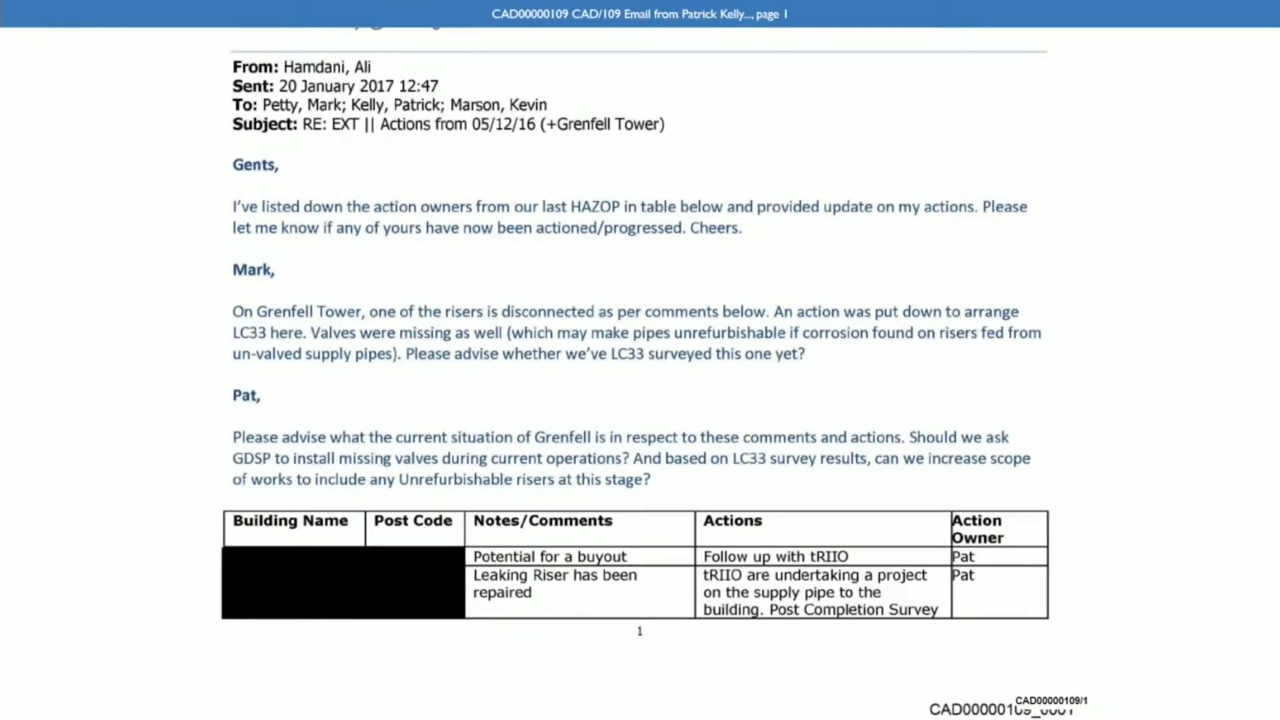 CAD00000109 CAD/109 Email from Patrick Kelly..., page 1
From: Hamdani, Ali
Sent: 20 January 2017 12:47
To: Petty, Mark; Kelly, Patrick; Marson, Kevin
Subject: RE: EXT || Actions from 05/12/16 (+Grenfell Tower)
Gents,
I've listed down the action owners from our last HAZOP in table below and provided update on my actions. Please
let me know if any of yours have now been actioned/progressed. Cheers.
Mark,
On Grenfell Tower, one of the risers is disconnected as per comments below. An action was put down to arrange
LC33 here. Valves were missing as well (which may make pipes unrefurbishable if corrosion found on risers fed from
un-valved supply pipes). Please advise whether we've LC33 surveyed this one yet?
Pat,
Please advise what the current situation of Grenfell is in respect to these comments and actions. Should we ask
GDSP to install missing valves during current operations? And based on LC33 survey results, can we increase scope
of works to include any Unrefurbishable risers at this stage?
Building Name Post Code Notes/Comments Actions Action
Owner
Potential for a buyout Follow up with tRIIO Pat
Leaking Riser has been tRIIO are undertaking a project Pat
repaired on the supply pipe to the
building. Post Completion Survey
1
CAD00000109/1